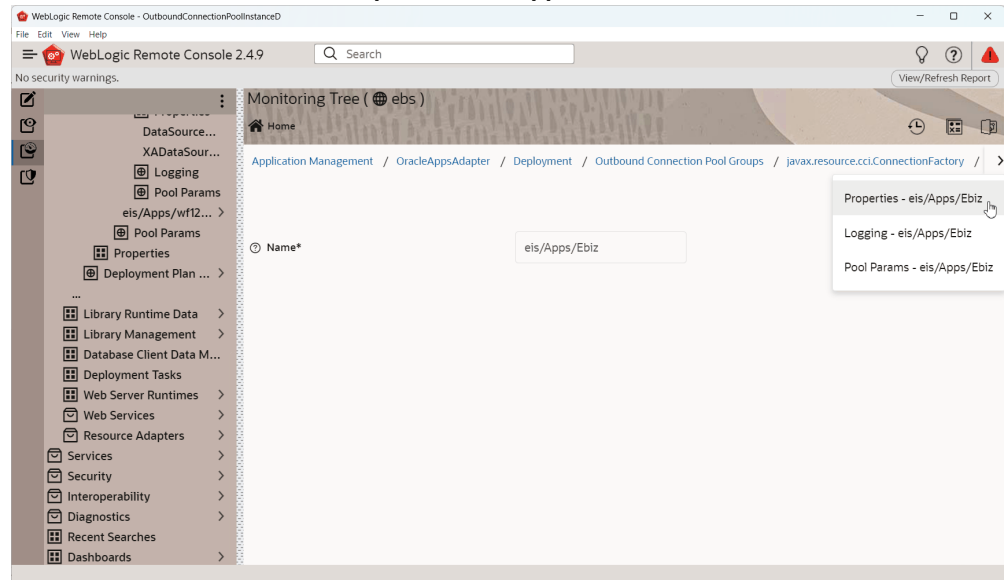 WebLogic Remote Console - OutboundConnectionPoolInstanceD
File Edit View Help
WebLogic Remote Console 2.4.9
Search
No security warnings.
View/Refresh Report
DataSource...
XADataSour...
Logging
Pool Params
eis/Apps/wf12...
Pool Params
Properties
Deployment Plan ...
...
Library Runtime Data
Library Management
Database Client Data M...
Deployment Tasks
Web Server Runtimes
Web Services
Resource Adapters
Services
Security
Interoperability
Diagnostics
Recent Searches
Dashboards
Monitoring Tree ( ebs )
Home
Application Management / OracleAppsAdapter / Deployment / Outbound Connection Pool Groups / javax.resource.cci.ConnectionFactory /
Properties - eis/Apps/Ebiz
Logging - eis/Apps/Ebiz
Pool Params - eis/Apps/Ebiz
Name*
eis/Apps/Ebiz